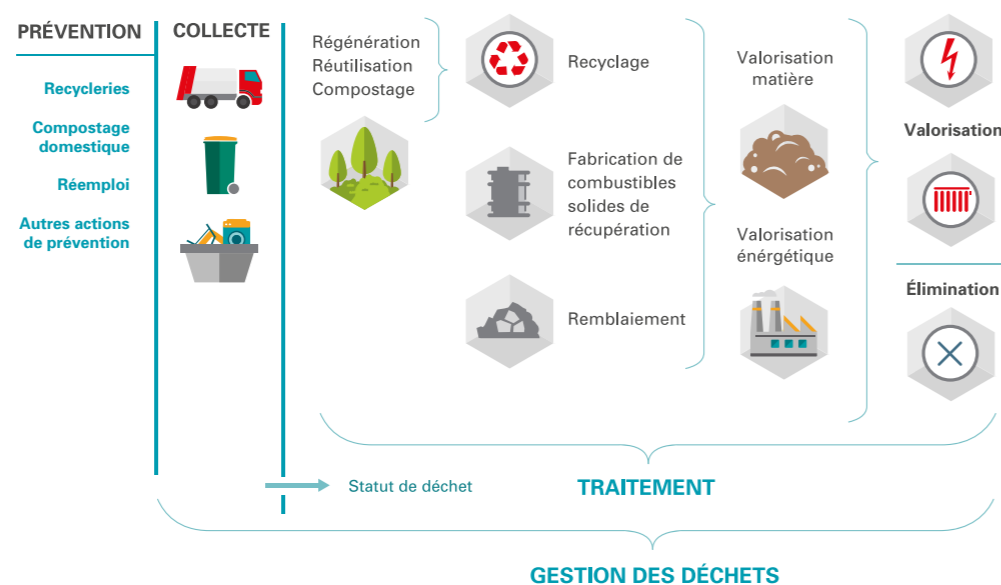 PRÉVENTION
Recycleries
Compostage
domestique
Réemploi
Autres actions
de prévention
COLLECTE
Régénération
Réutilisation
Compostage
Recyclage
Fabrication de
combustibles
solides de
récupération
Remblaiement
Valorisation
matière
Valorisation
énérgétique
Valorisation
Élimination
Statut de déchet
TRAITEMENT
GESTION DES DÉCHETS